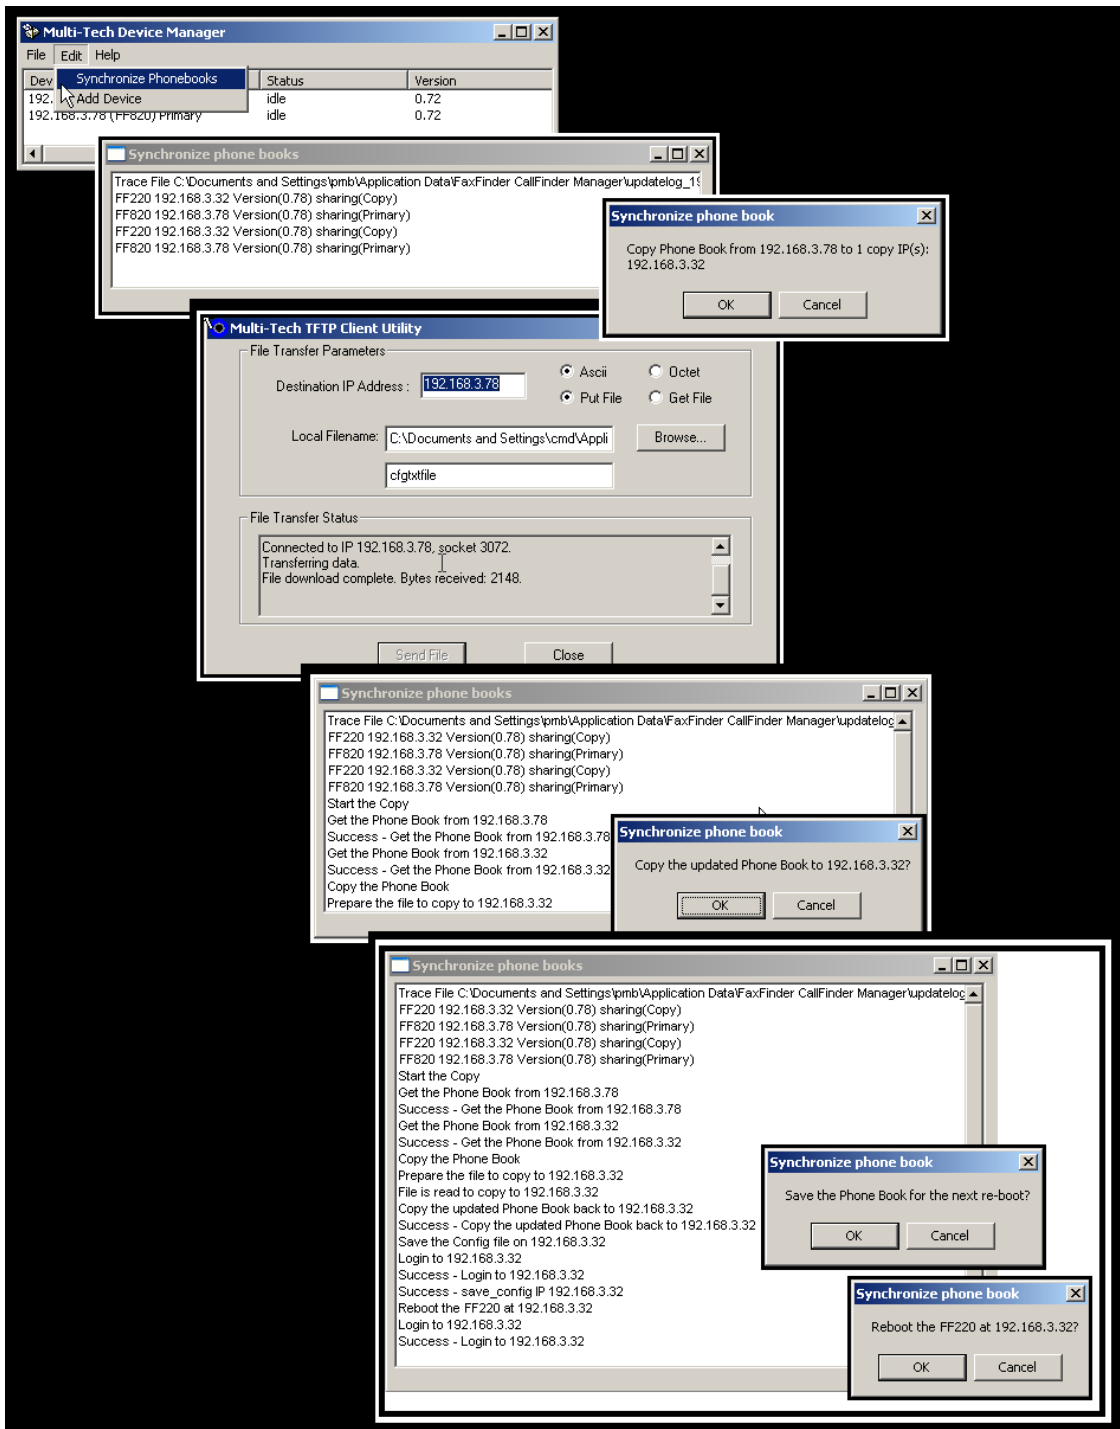 Multi-Tech Device Manager
File Edit Help
Synchronize Phonebooks
Add Device
Dev Status Version
192. idle 0.72
192.168.3.78 (FF820) Primary idle 0.72
Synchronize phone books
Trace File C:\Documents and Settings\pmb\Application Data\FaxFinder CallFinder Manager\updatelog_19
FF220 192.168.3.32 Version(0.78) sharing(Copy)
FF820 192.168.3.78 Version(0.78) sharing(Primary)
FF220 192.168.3.32 Version(0.78) sharing(Copy)
FF820 192.168.3.78 Version(0.78) sharing(Primary)
Synchronize phone book
Copy Phone Book from 192.168.3.78 to 1 copy IP(s):
192.168.3.32
OK Cancel
Multi-Tech TFTP Client Utility
File Transfer Parameters
Destination IP Address : 192.168.3.78
Ascii Octet
Put File Get File
Local Filename: C:\Documents and Settings\cmd\Appli Browse...
cfgtxtfile
File Transfer Status
Connected to IP 192.168.3.78, socket 3072.
Transferring data.
File download complete. Bytes received: 2148.
Send File Close
Synchronize phone books
Trace File C:\Documents and Settings\pmb\Application Data\FaxFinder CallFinder Manager\updatelog
FF220 192.168.3.32 Version(0.78) sharing(Copy)
FF820 192.168.3.78 Version(0.78) sharing(Primary)
FF220 192.168.3.32 Version(0.78) sharing(Copy)
FF820 192.168.3.78 Version(0.78) sharing(Primary)
Start the Copy
Get the Phone Book from 192.168.3.78
Success - Get the Phone Book from 192.168.3.78
Get the Phone Book from 192.168.3.32
Success - Get the Phone Book from 192.168.3.32
Copy the Phone Book
Prepare the file to copy to 192.168.3.32
Synchronize phone book
Copy the updated Phone Book to 192.168.3.32?
OK Cancel
Synchronize phone books
Trace File C:\Documents and Settings\pmb\Application Data\FaxFinder CallFinder Manager\updatelog
FF220 192.168.3.32 Version(0.78) sharing(Copy)
FF820 192.168.3.78 Version(0.78) sharing(Primary)
FF220 192.168.3.32 Version(0.78) sharing(Copy)
FF820 192.168.3.78 Version(0.78) sharing(Primary)
Start the Copy
Get the Phone Book from 192.168.3.78
Success - Get the Phone Book from 192.168.3.78
Get the Phone Book from 192.168.3.32
Success - Get the Phone Book from 192.168.3.32
Copy the Phone Book
Prepare the file to copy to 192.168.3.32
File is read to copy to 192.168.3.32
Copy the updated Phone Book back to 192.168.3.32
Success - Copy the updated Phone Book back to 192.168.3.32
Save the Config file on 192.168.3.32
Login to 192.168.3.32
Success - Login to 192.168.3.32
Success - save_config IP 192.168.3.32
Reboot the FF220 at 192.168.3.32
Login to 192.168.3.32
Success - Login to 192.168.3.32
Synchronize phone book
Save the Phone Book for the next re-boot?
OK Cancel
Synchronize phone book
Reboot the FF220 at 192.168.3.32?
OK Cancel